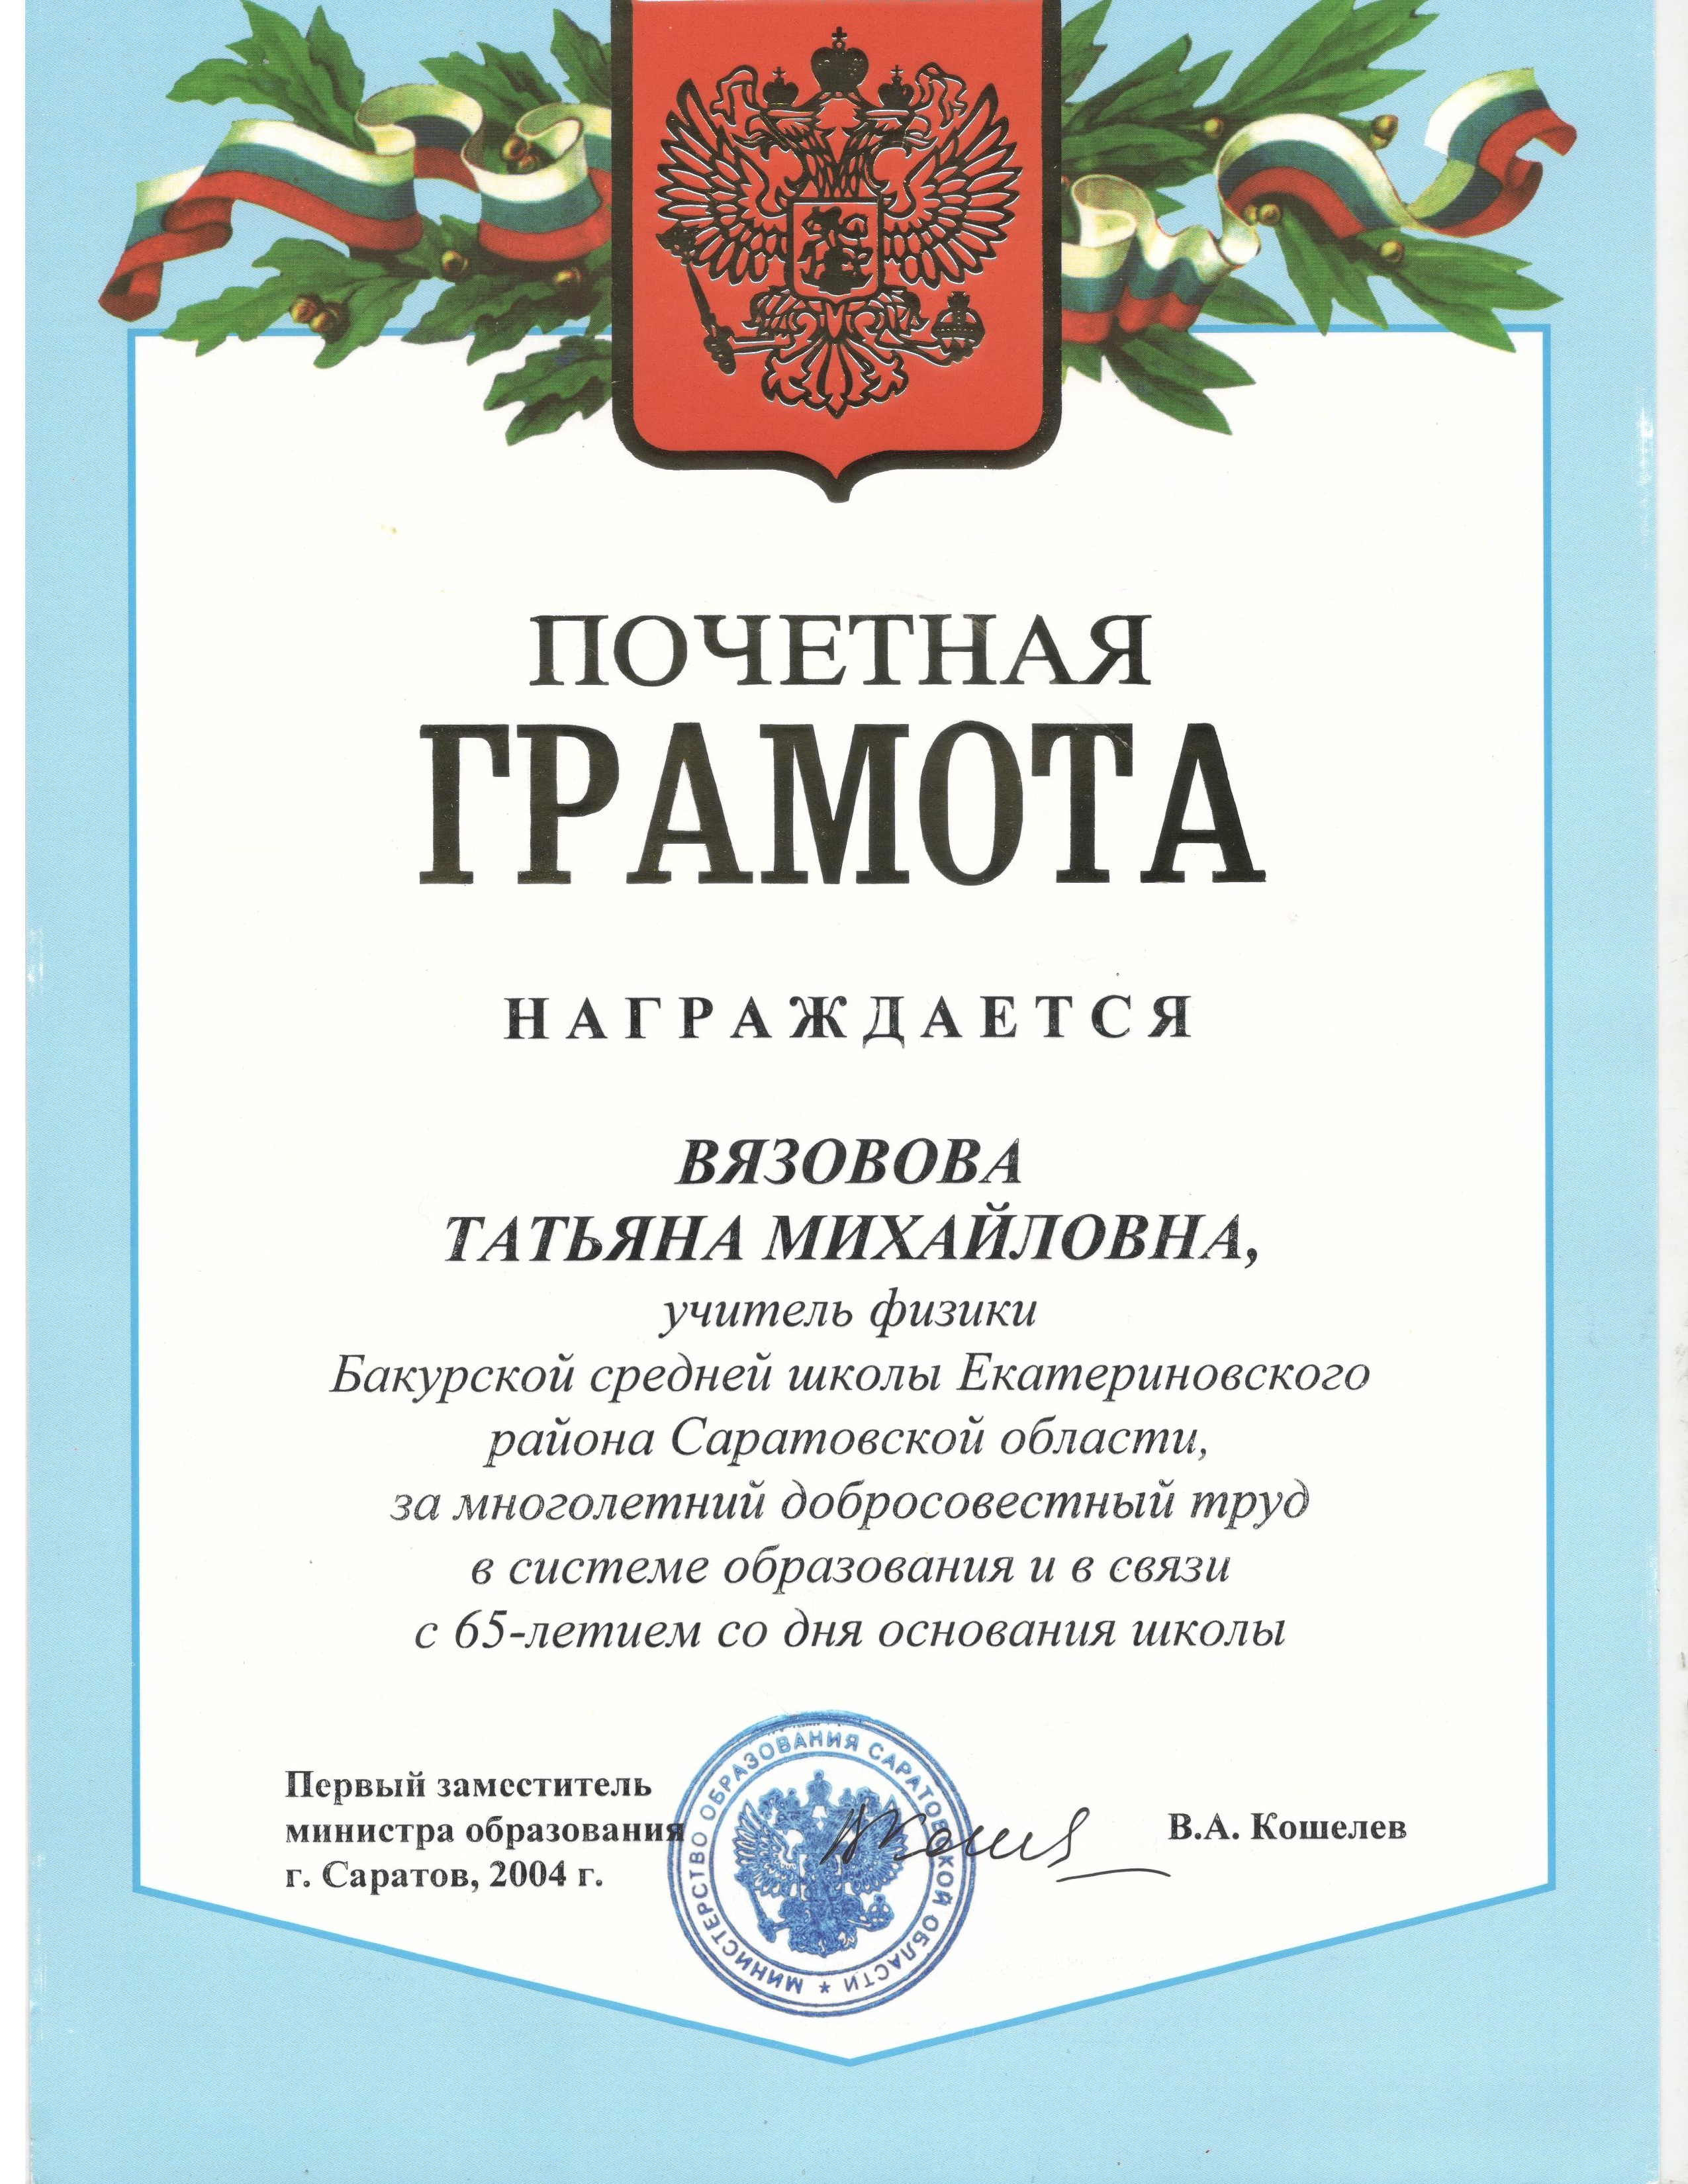 ПОЧЕТНАЯ
ГРАМОТА
НАГРАЖДАЕТСЯ
ВЯЗОВОВА
ТАТЬЯНА МИХАЙЛОВНА,
учитель физики
Бакурской средней школы Екатериновского
района Саратовской области,
за многолетний добросовестный труд
в системе образования и в связи
с 65-летием со дня основания школы
Первый заместитель
министра образования
г. Саратов, 2004 г.
МИНИСТЕРСТВО ОБРАЗОВАНИЯ САРАТОВСКОЙ ОБЛАСТИ *
В.А. Кошелев